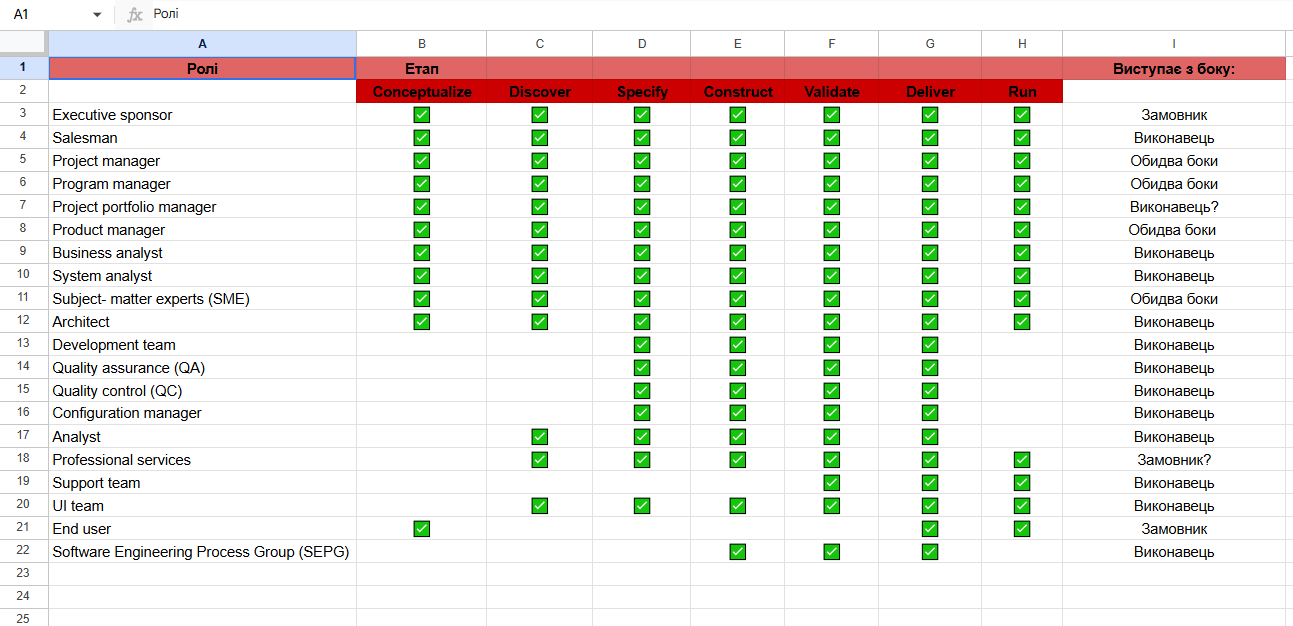 A1 fx Ролі
A B C D E F G H I
1 Ролі Етап Виступає з боку:
2 Conceptualize Discover Specify Construct Validate Deliver Run
3 Executive sponsor ✅ ✅ ✅ ✅ ✅ ✅ ✅ Замовник
4 Salesman ✅ ✅ ✅ ✅ ✅ ✅ ✅ Виконавець
5 Project manager ✅ ✅ ✅ ✅ ✅ ✅ ✅ Обидва боки
6 Program manager ✅ ✅ ✅ ✅ ✅ ✅ ✅ Обидва боки
7 Project portfolio manager ✅ ✅ ✅ ✅ ✅ ✅ ✅ Виконавець?
8 Product manager ✅ ✅ ✅ ✅ ✅ ✅ ✅ Обидва боки
9 Business analyst ✅ ✅ ✅ ✅ ✅ ✅ ✅ Виконавець
10 System analyst ✅ ✅ ✅ ✅ ✅ ✅ ✅ Виконавець
11 Subject- matter experts (SME) ✅ ✅ ✅ ✅ ✅ ✅ ✅ Обидва боки
12 Architect ✅ ✅ ✅ ✅ ✅ ✅ ✅ Виконавець
13 Development team ✅ ✅ ✅ ✅ Виконавець
14 Quality assurance (QA) ✅ ✅ ✅ ✅ Виконавець
15 Quality control (QC) ✅ ✅ ✅ ✅ Виконавець
16 Configuration manager ✅ ✅ ✅ ✅ Виконавець
17 Analyst ✅ ✅ ✅ ✅ ✅ Виконавець
18 Professional services ✅ ✅ ✅ ✅ ✅ ✅ Замовник?
19 Support team ✅ ✅ ✅ Виконавець
20 UI team ✅ ✅ ✅ ✅ ✅ ✅ Виконавець
21 End user ✅ ✅ ✅ Замовник
22 Software Engineering Process Group (SEPG) ✅ ✅ ✅ Виконавець
23
24
25